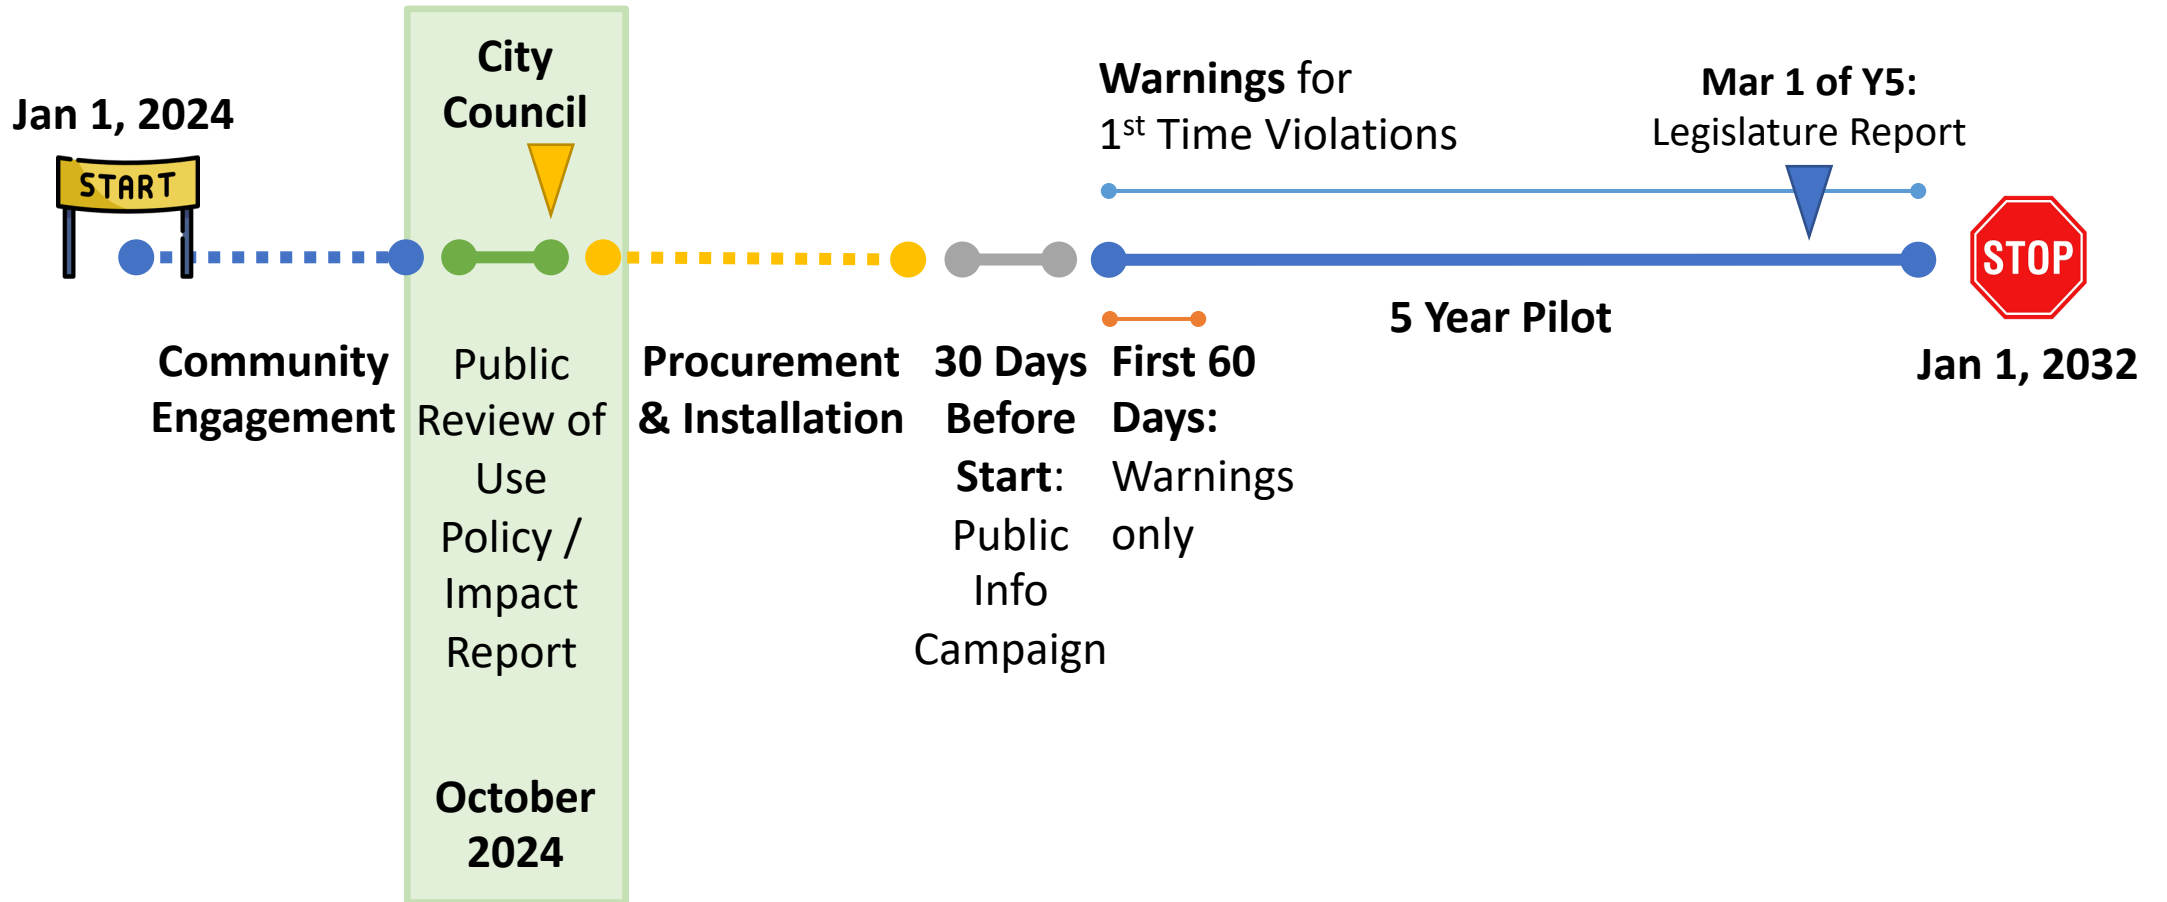 Jan 1, 2024
START
City
Council
Warnings for
1st Time Violations
Mar 1 of Y5:
Legislature Report
STOP
Jan 1, 2032
5 Year Pilot
Community
Engagement
Public
Review of
Use
Policy /
Impact
Report
October
2024
Procurement
& Installation
30 Days
Before
Start:
Public
Info
Campaign
First 60
Days:
Warnings
only